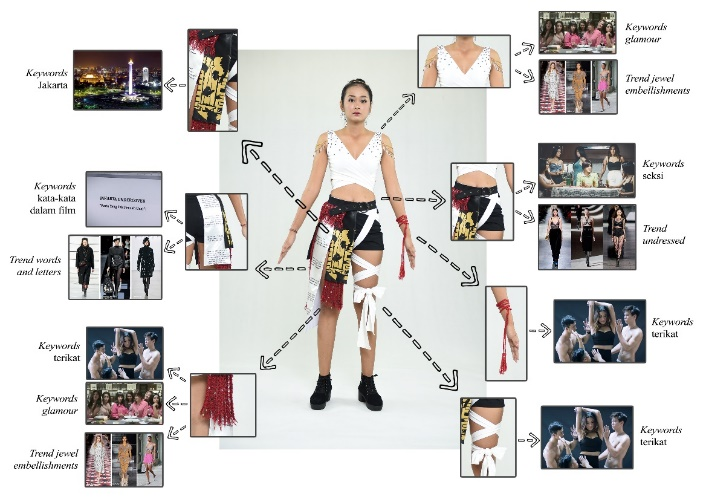 Keywords
Jakarta
Keywords
kata-kata
dalam film
Trend words
and letters
Keywords
terikat
Keywords
glamour
Trend jewel
embellishments
Keywords
glamour
Trend jewel
embellishments
Keywords
seksi
Trend
undressed
Keywords
terikat
Keywords
terikat